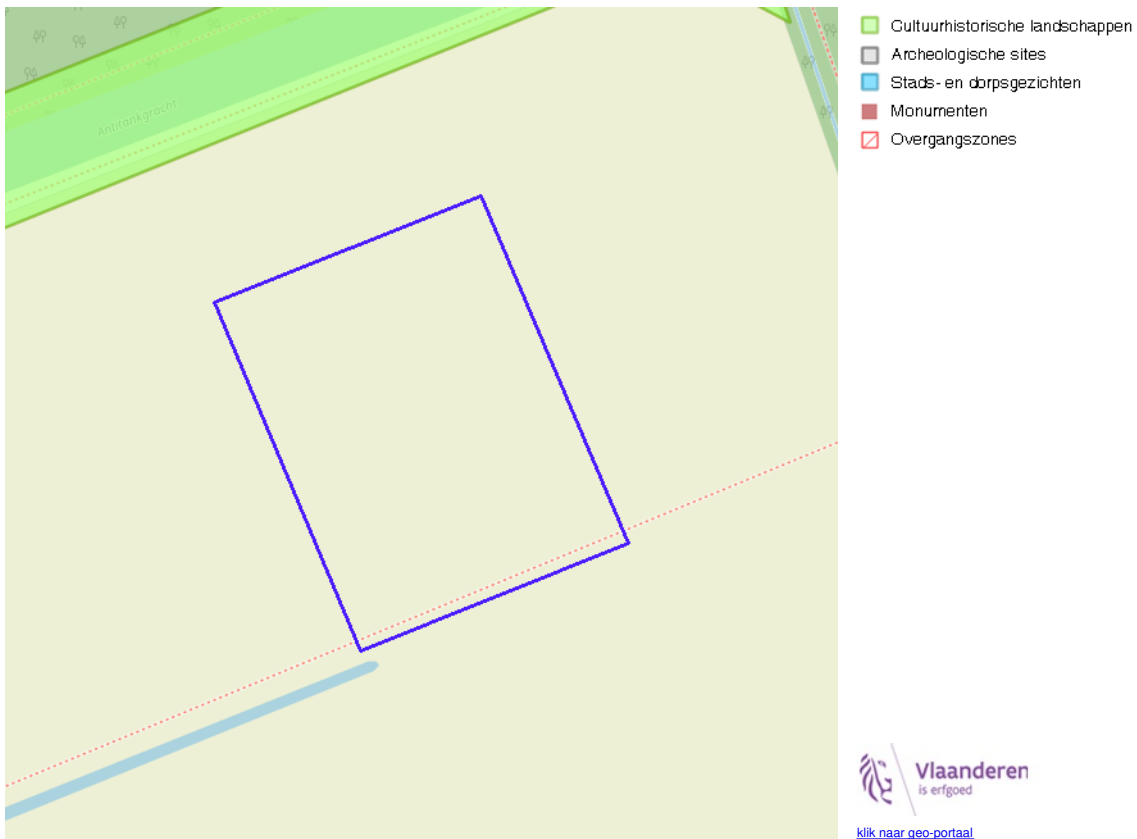 Antitankgracht
Cultuurhistorische landschappen
Archeologische sites
Stads- en dorpsgezichten
Monumenten
Overgangszones
Vlaanderen
is erfgoed
klik naar geo-portaal